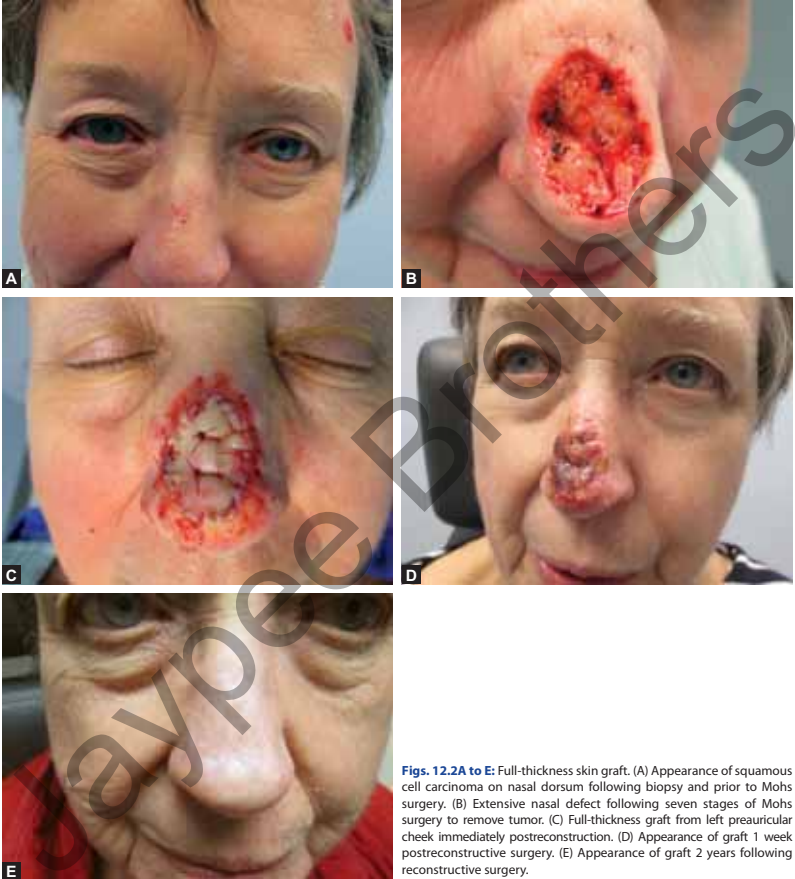 A
B
C
D
E
Jaypee Brothers
Figs. 12.2A to E: Full-thickness skin graft. (A) Appearance of squamous
cell carcinoma on nasal dorsum following biopsy and prior to Mohs
surgery. (B) Extensive nasal defect following seven stages of Mohs
surgery to remove tumor. (C) Full-thickness graft from left preauricular
cheek immediately postreconstruction. (D) Appearance of graft 1 week
postreconstructive surgery. (E) Appearance of graft 2 years following
reconstructive surgery.